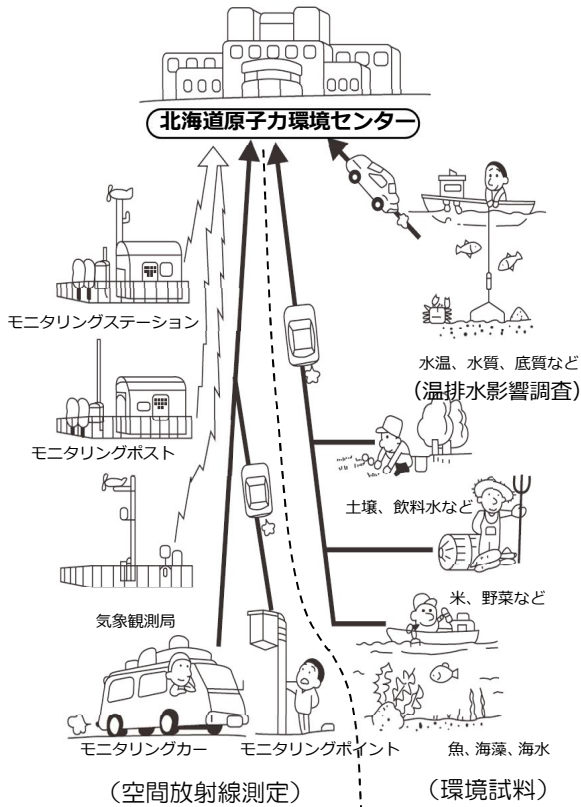 北海道原子力環境センター
モニタリングステーション
水温、水質、底質など
（温排水影響調査）
モニタリングポスト
土壌、飲料水など
気象観測局
米、野菜など
モニタリングカー
モニタリングポイント
魚、海藻、海水
（空間放射線測定）
（環境試料）